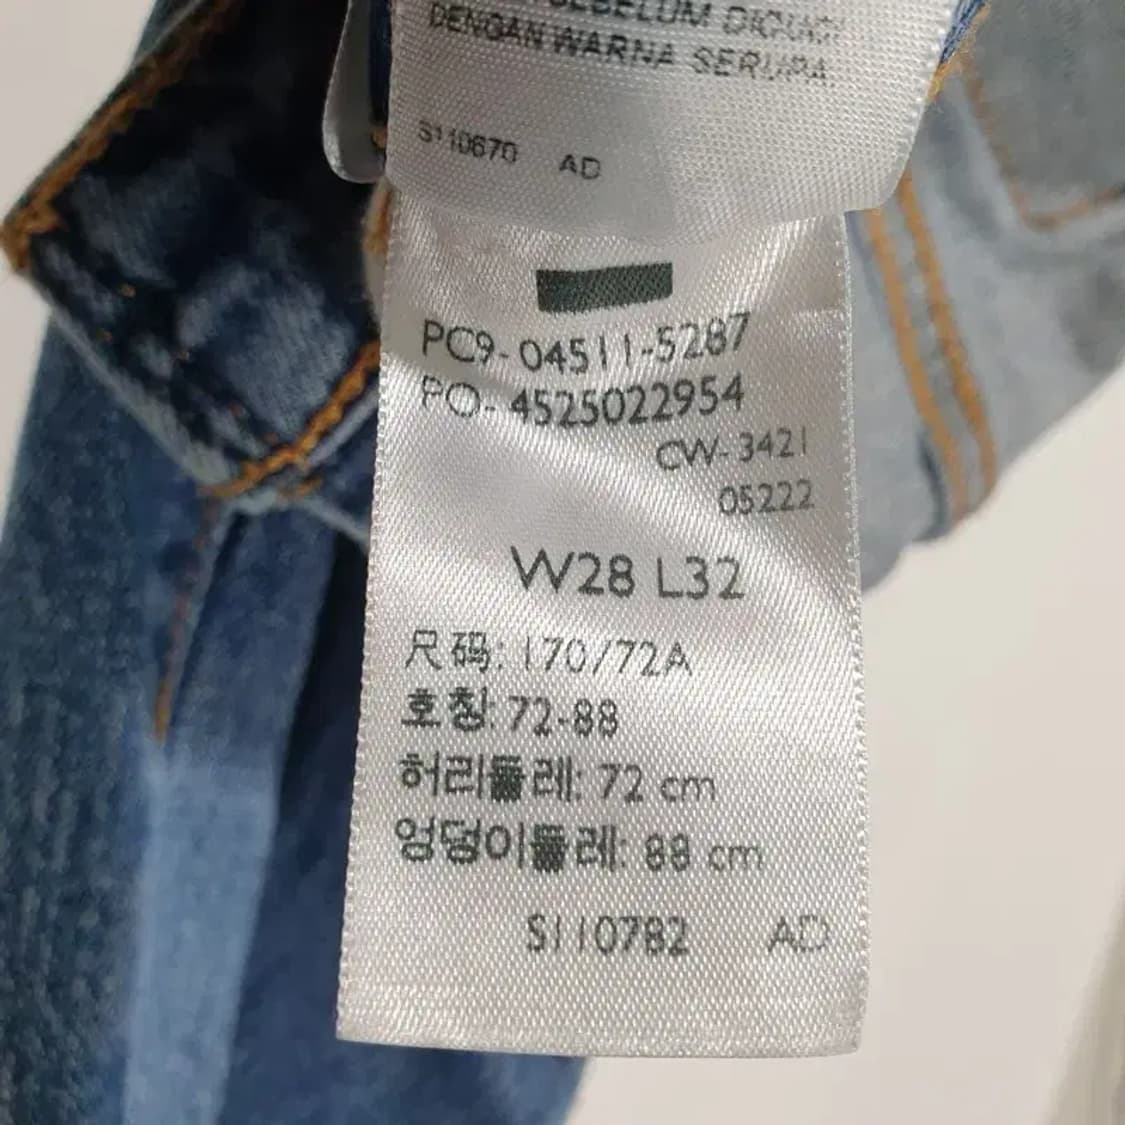 SEBELUM DICUCI
DENGAN WARNA SERUPA.
S110670 AD
PC9-04511-5287
PO-4525022954
CW-3421
05222
W28 L32
尺码: 170/72A
호칭: 72-88
허리둘레: 72 cm
엉덩이둘레: 88 cm
S110782 AD